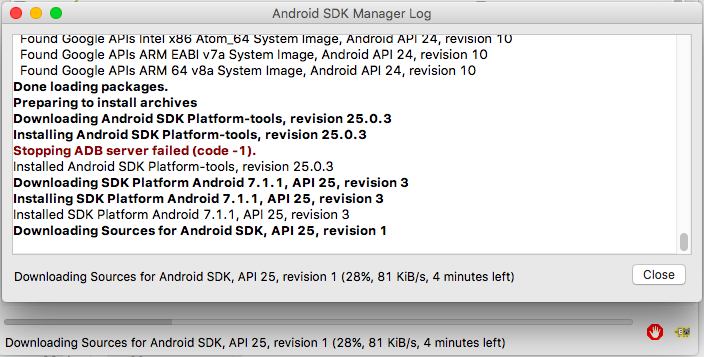 Android SDK Manager Log
Found Google APIs Intel x86 Atom_64 System Image, Android API 24, revision 10
Found Google APIs ARM EABI v7a System Image, Android API 24, revision 10
Found Google APIs ARM 64 v8a System Image, Android API 24, revision 10
Done loading packages.
Preparing to install archives
Downloading Android SDK Platform-tools, revision 25.0.3
Installing Android SDK Platform-tools, revision 25.0.3
Stopping ADB server failed (code -1).
Installed Android SDK Platform-tools, revision 25.0.3
Downloading SDK Platform Android 7.1.1, API 25, revision 3
Installing SDK Platform Android 7.1.1, API 25, revision 3
Installed SDK Platform Android 7.1.1, API 25, revision 3
Downloading Sources for Android SDK, API 25, revision 1
Downloading Sources for Android SDK, API 25, revision 1 (28%, 81 KiB/s, 4 minutes left)
Close
Downloading Sources for Android SDK, API 25, revision 1 (28%, 81 KiB/s, 4 minutes left)